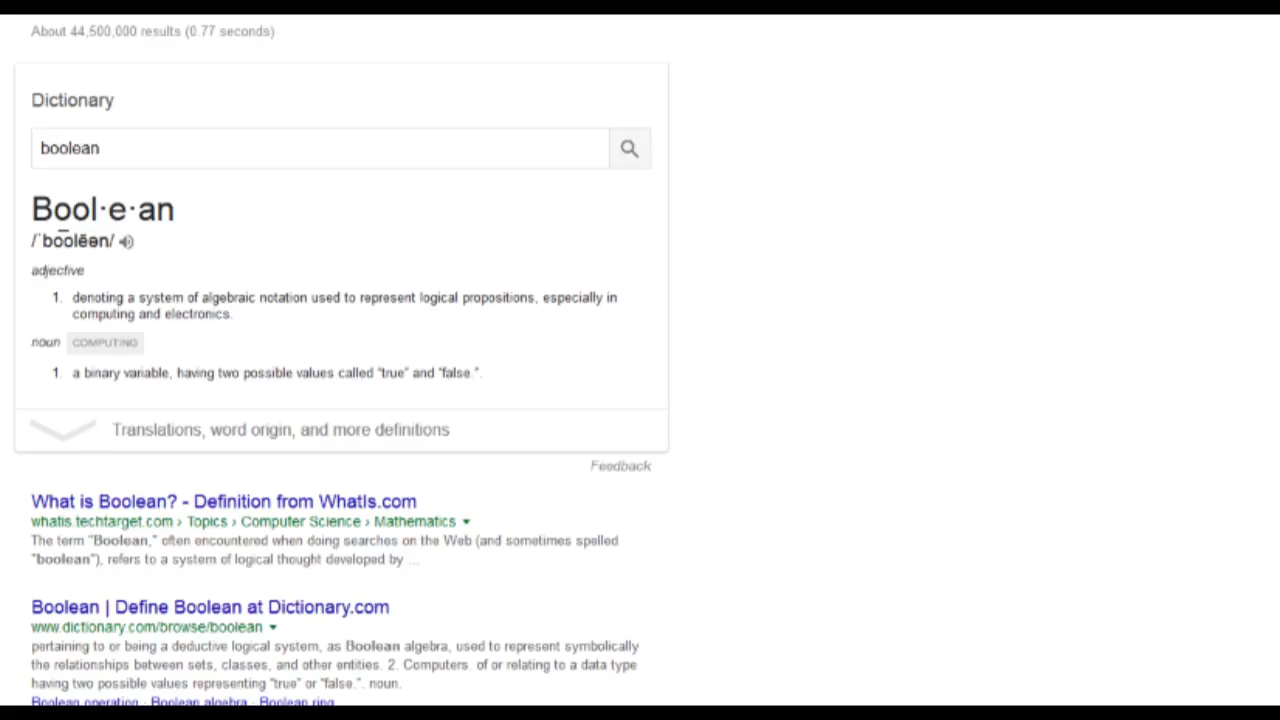 About 44,500,000 results (0.77 seconds)
Dictionary
boolean
Bool·e·an
/ˈbo͞olēən/
adjective
1. denoting a system of algebraic notation used to represent logical propositions, especially in
computing and electronics.
noun COMPUTING
1. a binary variable, having two possible values called “true” and “false.”.
Translations, word origin, and more definitions
Feedback
What is Boolean? - Definition from WhatIs.com
whatis.techtarget.com › Topics › Computer Science › Mathematics
The term "Boolean," often encountered when doing searches on the Web (and sometimes spelled
"boolean"), refers to a system of logical thought developed by ...
Boolean | Define Boolean at Dictionary.com
www.dictionary.com/browse/boolean
pertaining to or being a deductive logical system, as Boolean algebra, used to represent symbolically
the relationships between sets, classes, and other entities. 2. Computers. of or relating to a data type
having two possible values representing “true” or “false.”. noun.
Boolean operation · Boolean algebra · Boolean ring